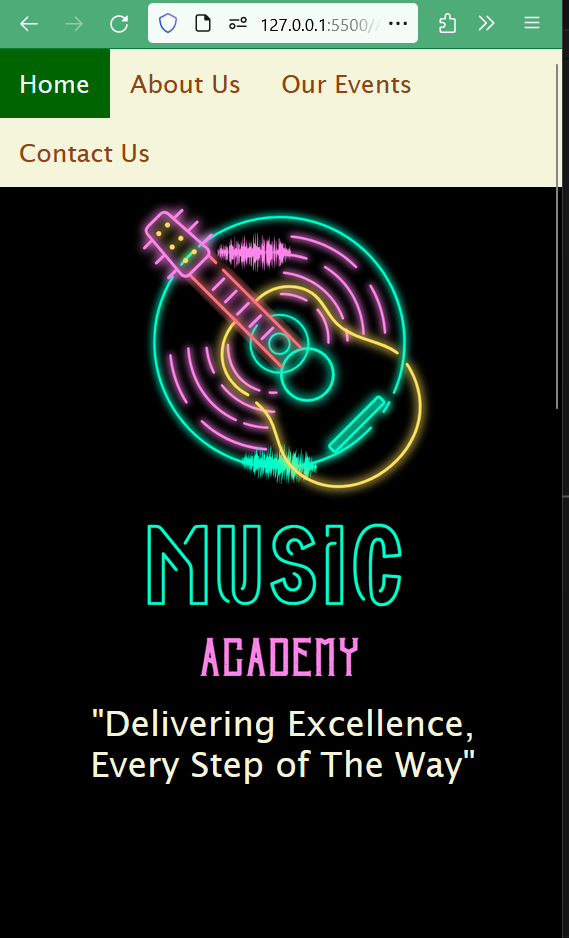 127.0.0.1:5500/
Home About Us Our Events
Contact Us
MUSIC
ACADEMY
"Delivering Excellence,
Every Step of The Way"